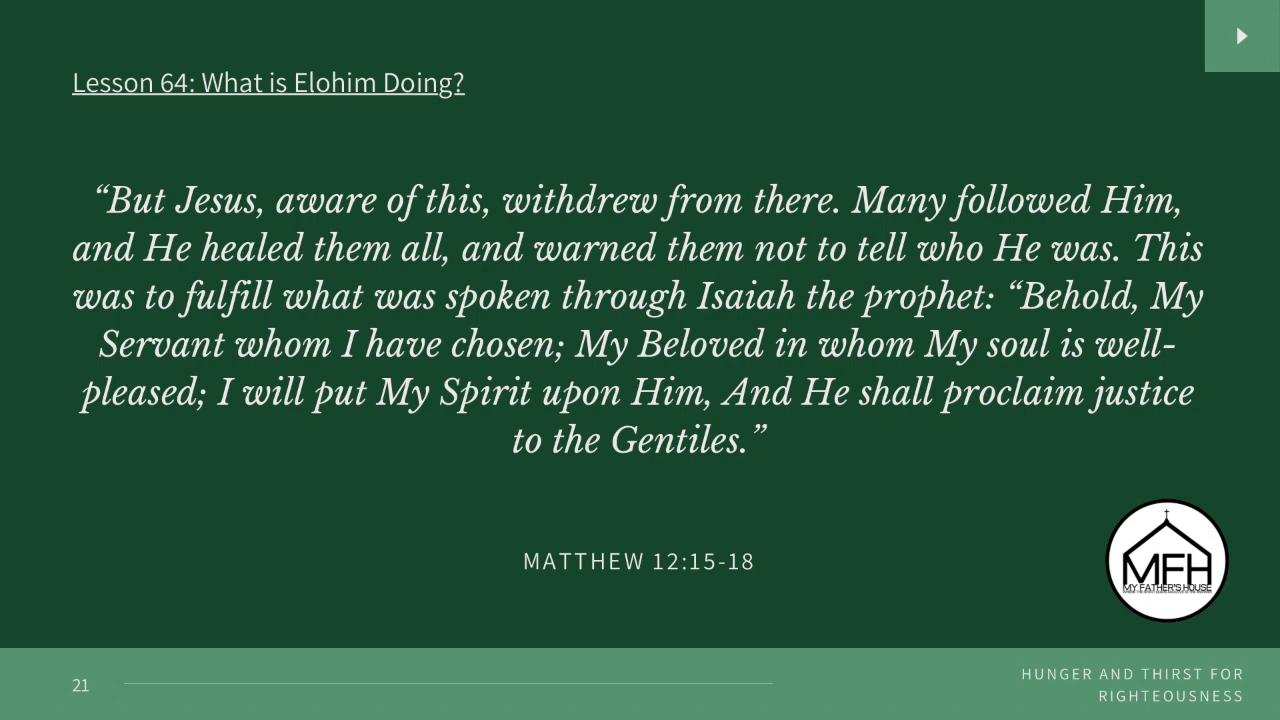 Lesson 64: What is Elohim Doing?
“But Jesus, aware of this, withdrew from there. Many followed Him,
and He healed them all, and warned them not to tell who He was. This
was to fulfill what was spoken through Isaiah the prophet: “Behold, My
Servant whom I have chosen; My Beloved in whom My soul is well-
pleased; I will put My Spirit upon Him, And He shall proclaim justice
to the Gentiles.”
MATTHEW 12:15-18
MFH
MY FATHER'S HOUSE
21
HUNGER AND THIRST FOR
RIGHTEOUSNESS